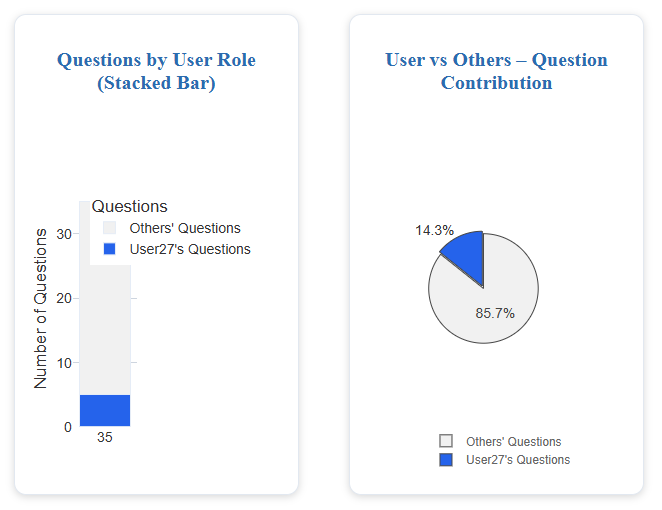 Questions by User Role
(Stacked Bar)
Questions
Others' Questions
User27's Questions
Number of Questions
30
20
10
0
35
User vs Others – Question
Contribution
14.3%
85.7%
Others' Questions
User27's Questions